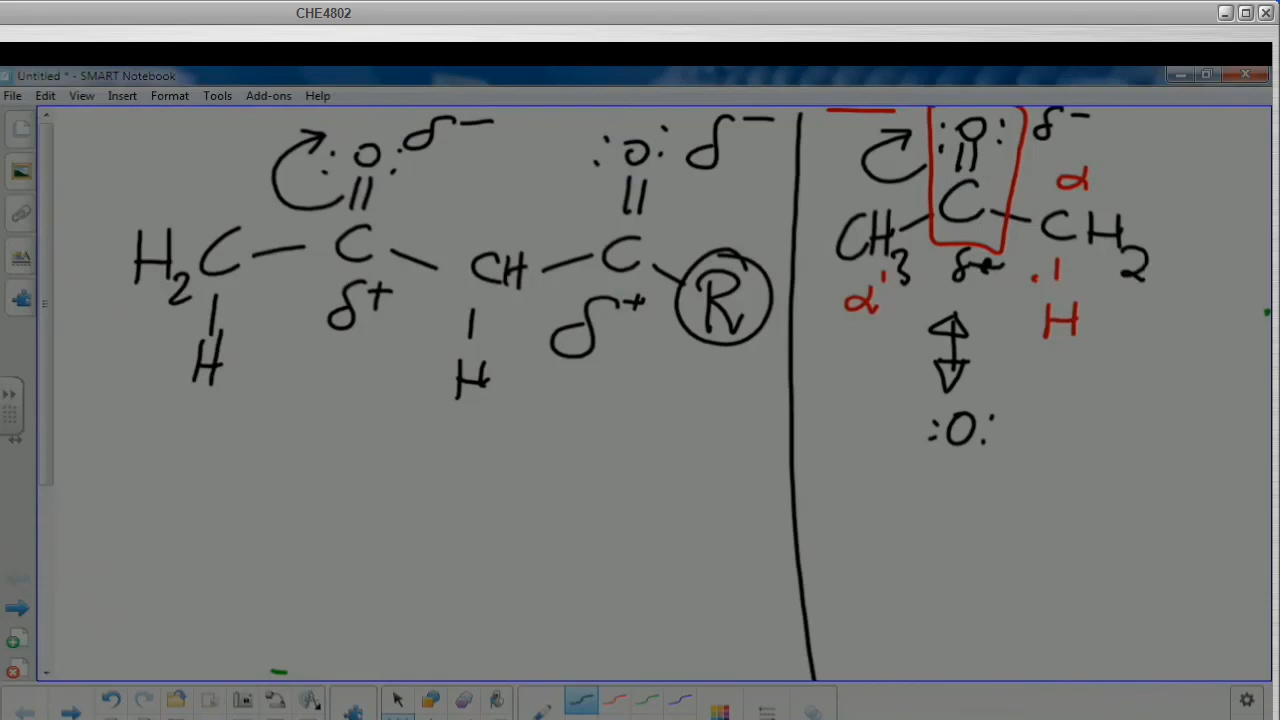 CHE4802
Untitled * - SMART Notebook
File Edit View Insert Format Tools Add-ons Help
:O: δ− :O: δ− :O: δ−
|| || || α
H2C — C — CH — C — R CH3 — C — CH2
δ+ δ+ α' δ+
H H H
:O: